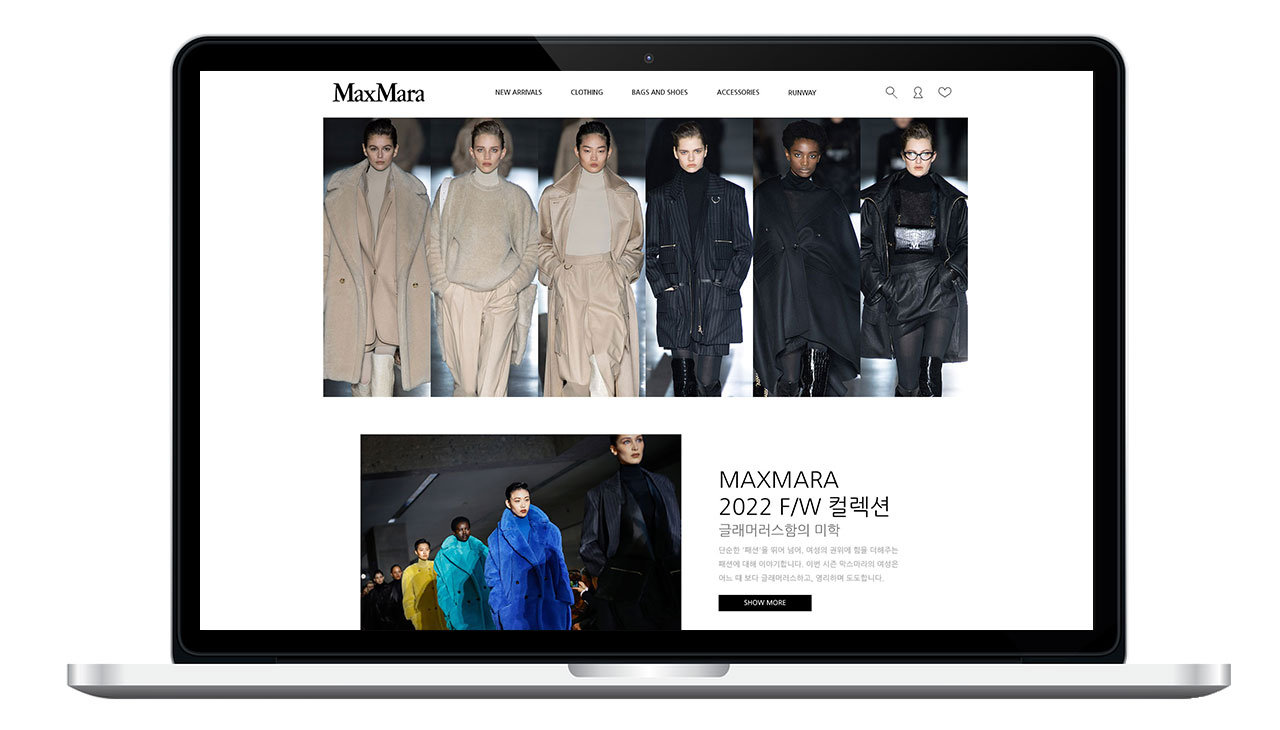 MaxMara
NEW ARRIVALS CLOTHING BAGS AND SHOES ACCESSORIES RUNWAY
M
MAXMARA
2022 F/W 컬렉션
글래머러스함의 미학
단순한 '패션'을 뛰어 넘어, 여성의 권위에 힘을 더해주는
패션에 대해 이야기합니다. 이번 시즌 막스마라의 여성은
어느 때 보다 글래머러스하고, 영리하며 도도합니다.
SHOW MORE